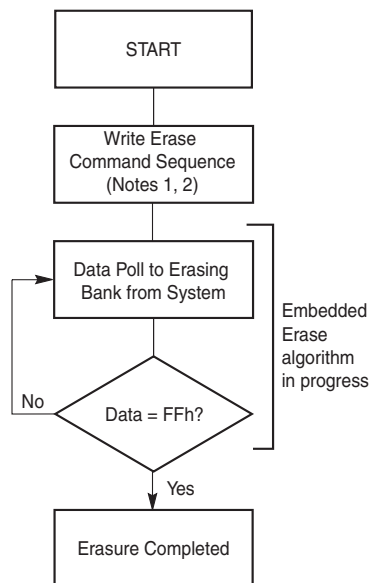 START
Write Erase
Command Sequence
(Notes 1, 2)
Data Poll to Erasing
Bank from System
Embedded
Erase
algorithm
in progress
No
Data = FFh?
Yes
Erasure Completed